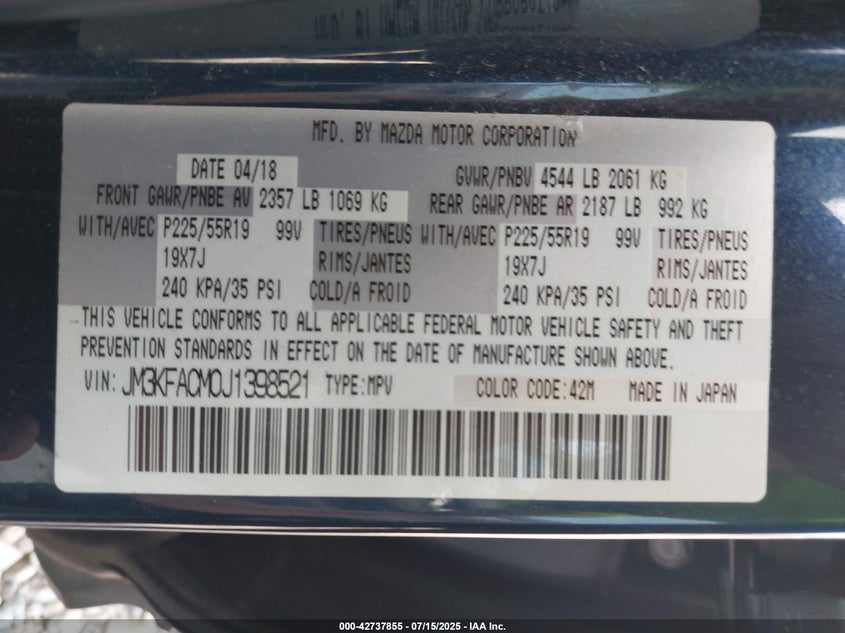 MFD. BY MAZDA MOTOR CORPORATION
DATE 04/18 GVWR/PNBV 4544 LB 2061 KG
FRONT GAWR/PNBE AV 2357 LB 1069 KG REAR GAWR/PNBE AR 2187 LB 992 KG
WITH/AVEC P225/55R19 99V TIRES/PNEUS WITH/AVEC P225/55R19 99V TIRES/PNEUS
19X7J RIMS/JANTES 19X7J RIMS/JANTES
240 KPA/35 PSI COLD/A FROID 240 KPA/35 PSI COLD/A FROID
THIS VEHICLE CONFORMS TO ALL APPLICABLE FEDERAL MOTOR VEHICLE SAFETY AND THEFT
PREVENTION STANDARDS IN EFFECT ON THE DATE OF MANUFACTURE SHOWN ABOVE.
VIN: JM3KFACM0J1398521 TYPE:MPV COLOR CODE:42M MADE IN JAPAN
000-42737855 - 07/15/2025 - IAA Inc.